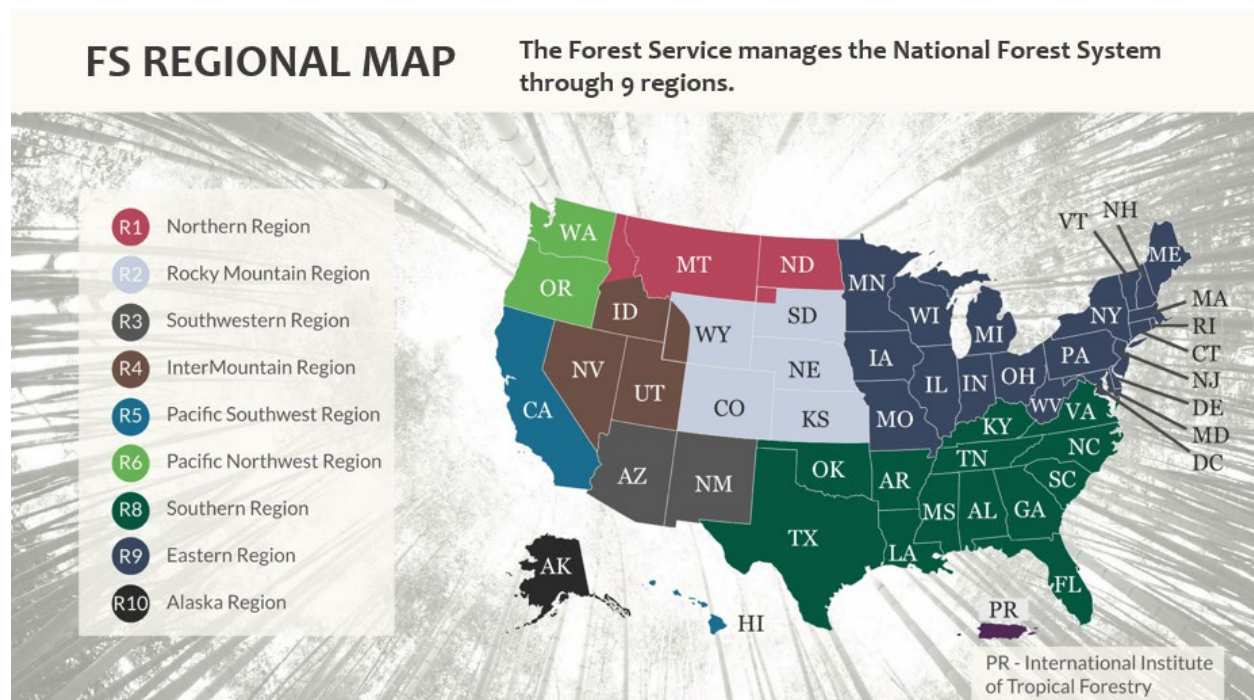 FS REGIONAL MAP
The Forest Service manages the National Forest System
through 9 regions.
R1 Northern Region
R2 Rocky Mountain Region
R3 Southwestern Region
R4 InterMountain Region
R5 Pacific Southwest Region
R6 Pacific Northwest Region
R8 Southern Region
R9 Eastern Region
R10 Alaska Region
WA
OR
CA
ID
NV
UT
AZ
MT
WY
CO
NM
ND
SD
NE
KS
OK
TX
MN
IA
MO
AR
LA
WI
IL
MI
IN
OH
KY
TN
MS
AL
GA
FL
SC
NC
VA
WV
PA
NY
VT
NH
ME
MA
RI
CT
NJ
DE
MD
DC
AK
HI
PR
PR - International Institute
of Tropical Forestry